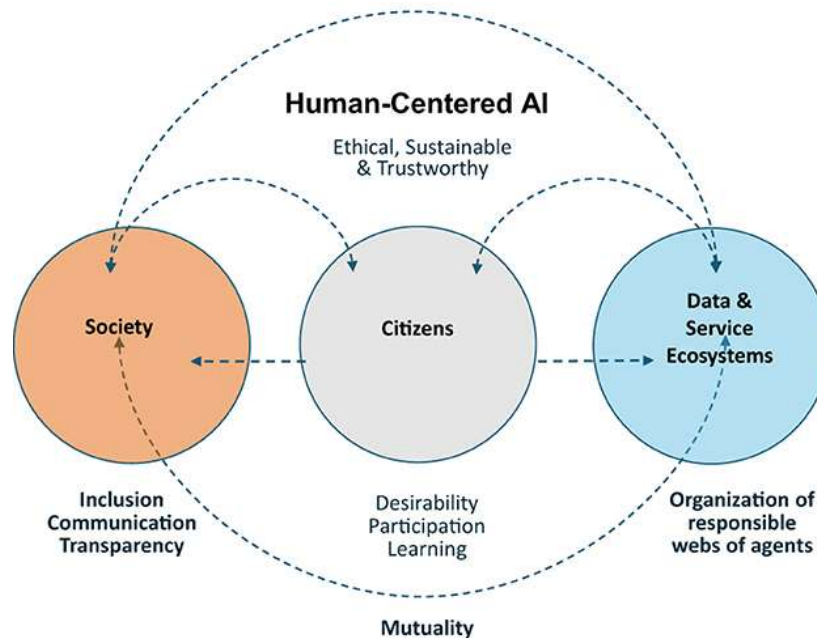 Human-Centered AI
Ethical, Sustainable
& Trustworthy
Society
Citizens
Data &
Service
Ecosystems
Inclusion
Communication
Transparency
Desirability
Participation
Learning
Organization of
responsible
webs of agents
Mutuality